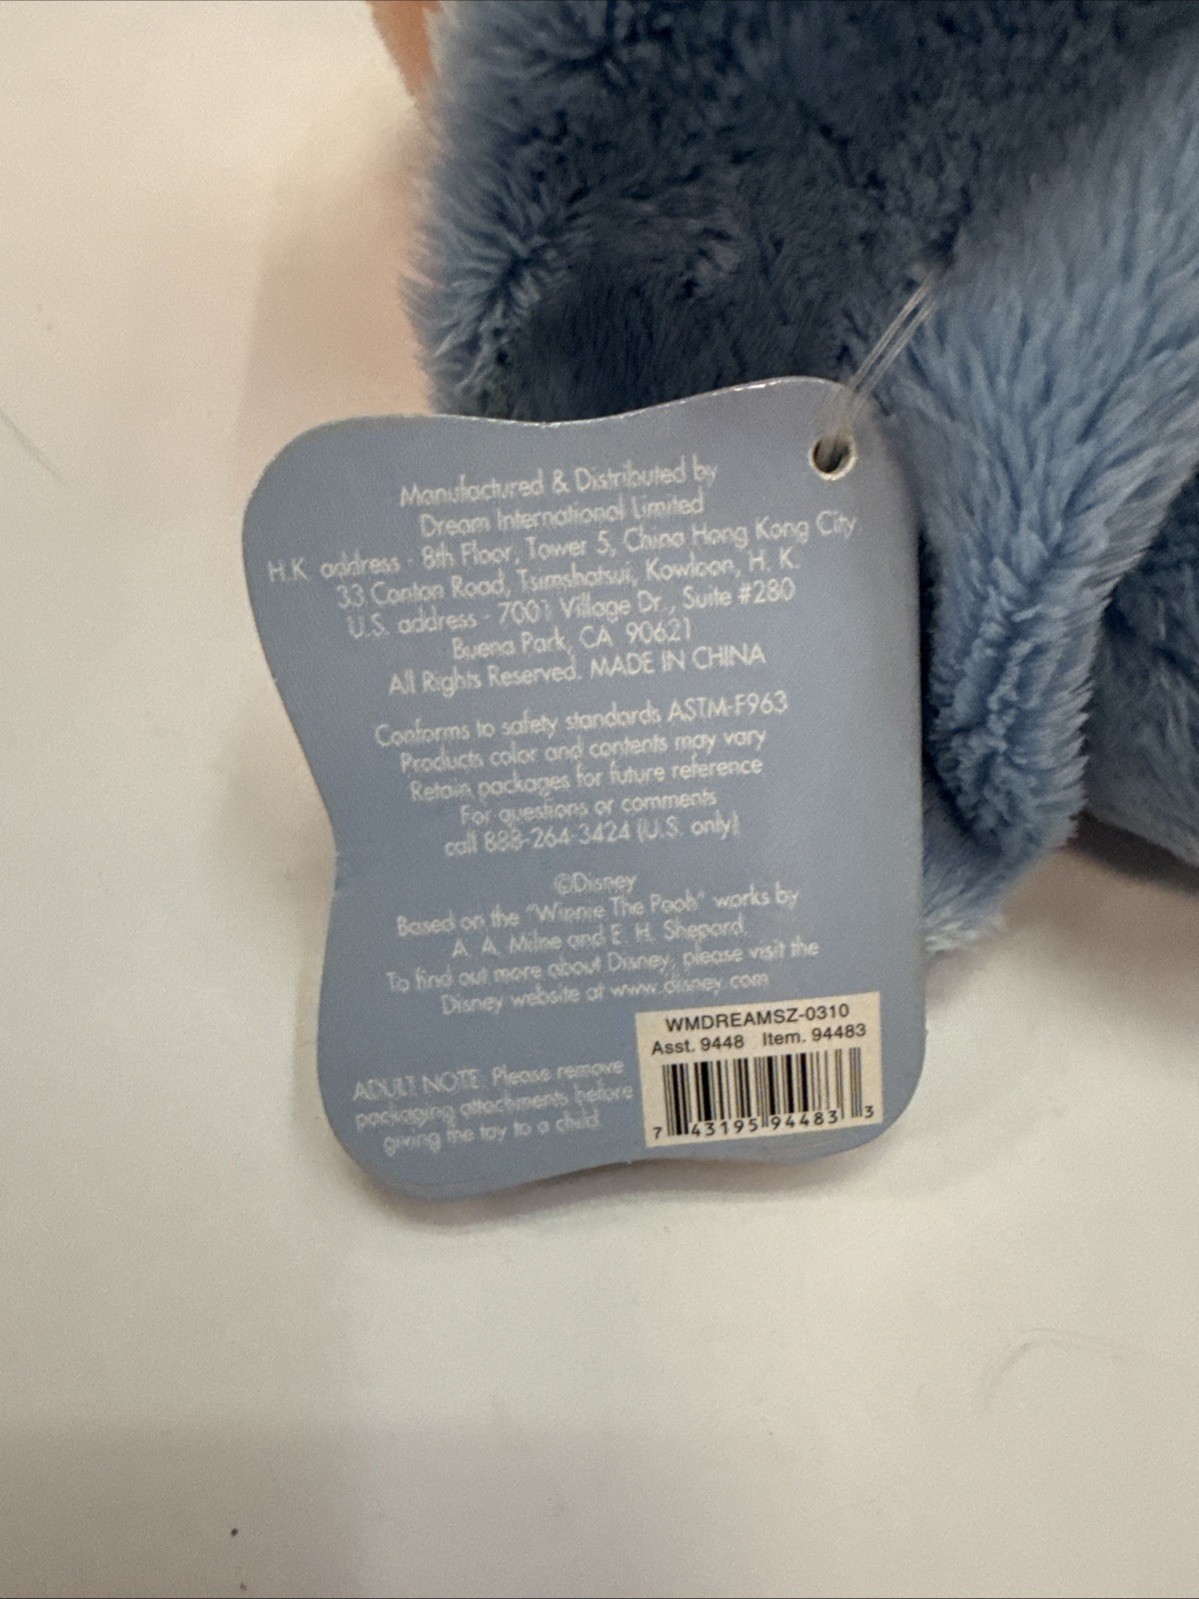 Manufactured & Distributed by
Dream International Limited
H.K. address - 8th Floor, Tower 5, China Hong Kong City,
33 Canton Road, Tsimshatsui, Kowloon, H. K.
U.S. address - 7001 Village Dr., Suite #280
Buena Park, CA 90621
All Rights Reserved. MADE IN CHINA
Conforms to safety standards ASTM-F963
Products color and contents may vary
Retain packages for future reference
For questions or comments
call 888-264-3424 (U.S. only)
©Disney
Based on the "Winnie The Pooh" works by
A. A. Milne and E. H. Shepard.
To find out more about Disney, please visit the
Disney website at www.disney.com
ADULT NOTE: Please remove
packaging attachments before
giving the toy to a child.
WMDREAMSZ-0310
Asst. 9448 Item. 94483
7 43195 94483 3